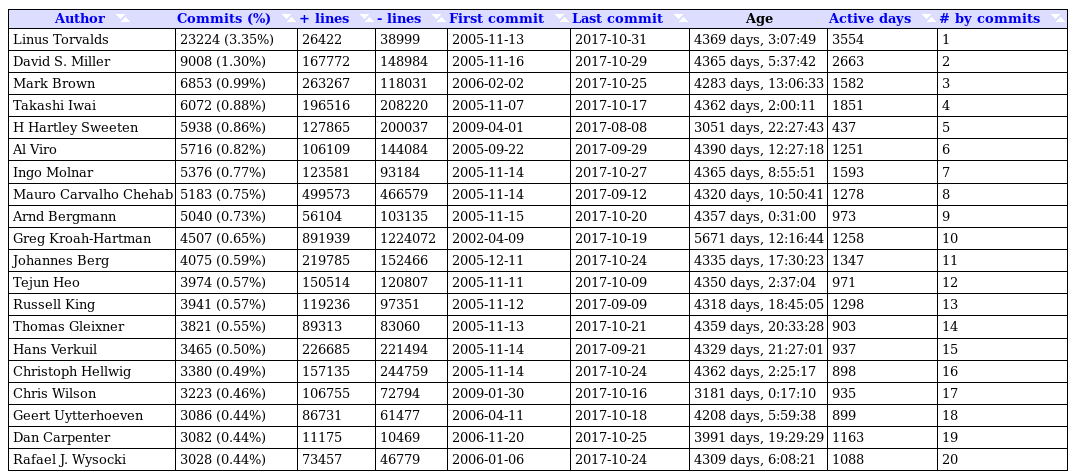 Author Commits (%) + lines - lines First commit Last commit Age Active days # by commits
Linus Torvalds 23224 (3.35%) 26422 38999 2005-11-13 2017-10-31 4369 days, 3:07:49 3554 1
David S. Miller 9008 (1.30%) 167772 148984 2005-11-16 2017-10-29 4365 days, 5:37:42 2663 2
Mark Brown 6853 (0.99%) 263267 118031 2006-02-02 2017-10-25 4283 days, 13:06:33 1582 3
Takashi Iwai 6072 (0.88%) 196516 208220 2005-11-07 2017-10-17 4362 days, 2:00:11 1851 4
H Hartley Sweeten 5938 (0.86%) 127865 200037 2009-04-01 2017-08-08 3051 days, 22:27:43 437 5
Al Viro 5716 (0.82%) 106109 144084 2005-09-22 2017-09-29 4390 days, 12:27:18 1251 6
Ingo Molnar 5376 (0.77%) 123581 93184 2005-11-14 2017-10-27 4365 days, 8:55:51 1593 7
Mauro Carvalho Chehab 5183 (0.75%) 499573 466579 2005-11-14 2017-09-12 4320 days, 10:50:41 1278 8
Arnd Bergmann 5040 (0.73%) 56104 103135 2005-11-15 2017-10-20 4357 days, 0:31:00 973 9
Greg Kroah-Hartman 4507 (0.65%) 891939 1224072 2002-04-09 2017-10-19 5671 days, 12:16:44 1258 10
Johannes Berg 4075 (0.59%) 219785 152466 2005-12-11 2017-10-24 4335 days, 17:30:23 1347 11
Tejun Heo 3974 (0.57%) 150514 120807 2005-11-11 2017-10-09 4350 days, 2:37:04 971 12
Russell King 3941 (0.57%) 119236 97351 2005-11-12 2017-09-09 4318 days, 18:45:05 1298 13
Thomas Gleixner 3821 (0.55%) 89313 83060 2005-11-13 2017-10-21 4359 days, 20:33:28 903 14
Hans Verkuil 3465 (0.50%) 226685 221494 2005-11-14 2017-09-21 4329 days, 21:27:01 937 15
Christoph Hellwig 3380 (0.49%) 157135 244759 2005-11-14 2017-10-24 4362 days, 2:25:17 898 16
Chris Wilson 3223 (0.46%) 106755 72794 2009-01-30 2017-10-16 3181 days, 0:17:10 935 17
Geert Uytterhoeven 3086 (0.44%) 86731 61477 2006-04-11 2017-10-18 4208 days, 5:59:38 899 18
Dan Carpenter 3082 (0.44%) 11175 10469 2006-11-20 2017-10-25 3991 days, 19:29:29 1163 19
Rafael J. Wysocki 3028 (0.44%) 73457 46779 2006-01-06 2017-10-24 4309 days, 6:08:21 1088 20